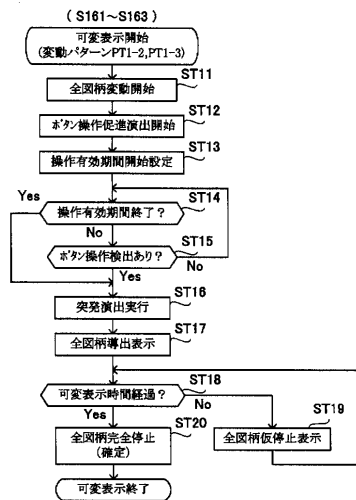 (S161～S163)
可変表示開始
(変動パターンPT1-2,PT1-3)
ST11
全図柄変動開始
ST12
ボタン操作促進演出開始
ST13
操作有効期間開始設定
ST14
Yes
操作有効期間終了？
No
ST15
ボタン操作検出あり？
No
Yes
ST16
突発演出実行
ST17
全図柄導出表示
ST18
可変表示時間経過？
No
Yes
ST19
ST20
全図柄完全停止
(確定)
全図柄仮停止表示
可変表示終了